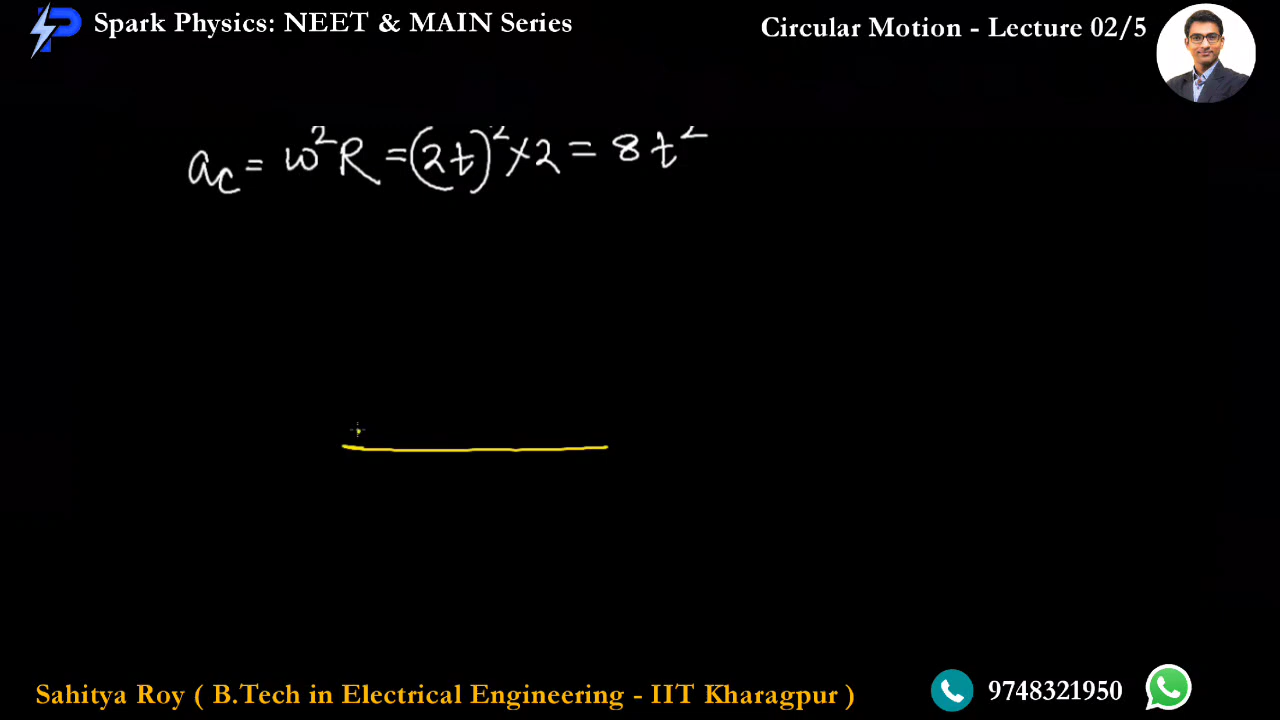 Spark Physics: NEET & MAIN Series
Circular Motion - Lecture 02/5
a_c = ω²R = (2t)² × 2 = 8t²
Sahitya Roy ( B.Tech in Electrical Engineering - IIT Kharagpur )
9748321950